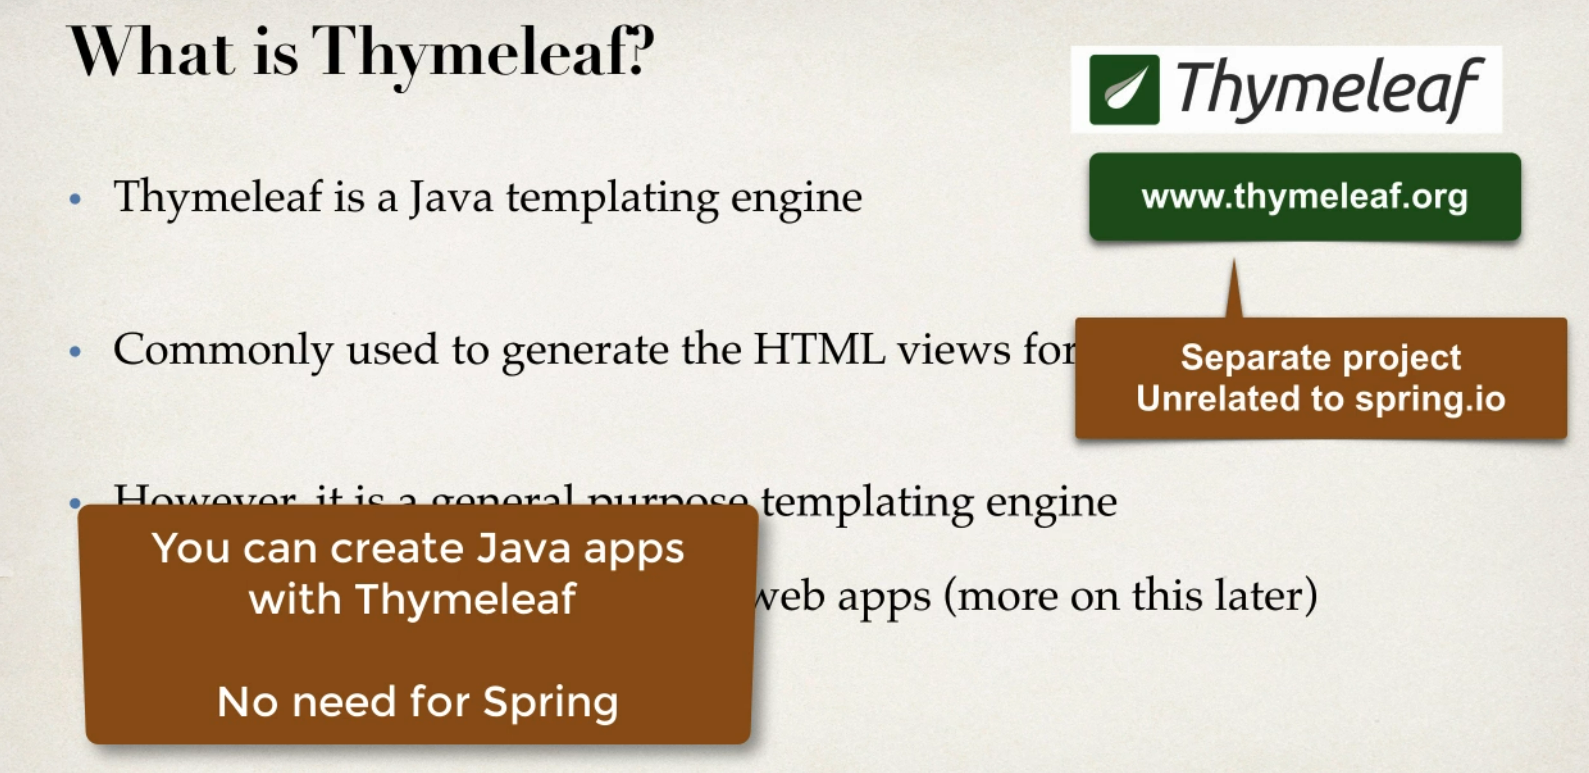 What is Thymeleaf?
Thymeleaf
www.thymeleaf.org
• Thymeleaf is a Java templating engine
• Commonly used to generate the HTML views for
Separate project
Unrelated to spring.io
• However, it is a general purpose templating engine
web apps (more on this later)
You can create Java apps
with Thymeleaf
No need for Spring